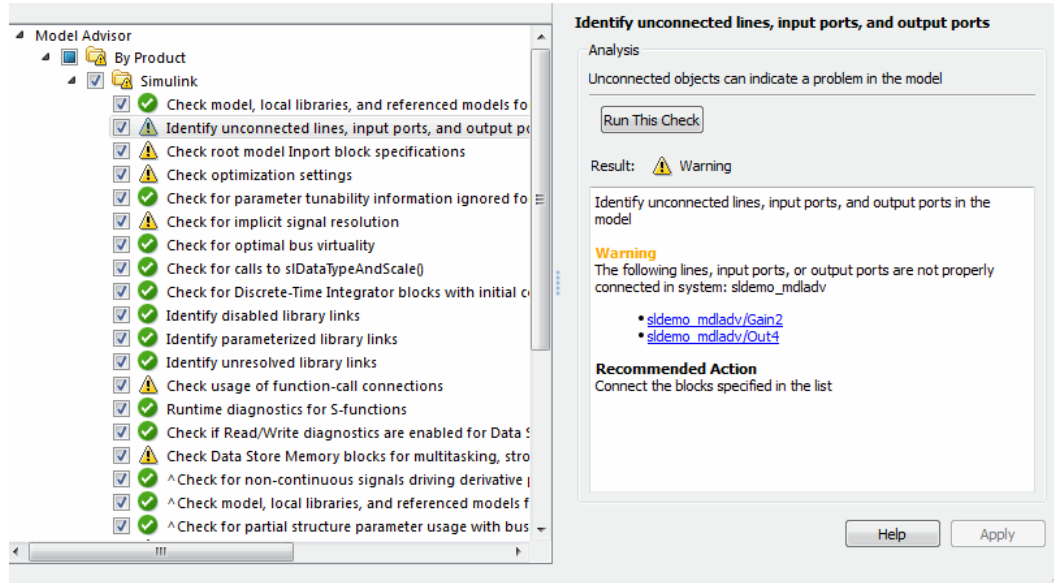 Model Advisor
By Product
Simulink
Check model, local libraries, and referenced models fo
Identify unconnected lines, input ports, and output po
Check root model Inport block specifications
Check optimization settings
Check for parameter tunability information ignored fo
Check for implicit signal resolution
Check for optimal bus virtuality
Check for calls to slDataTypeAndScale()
Check for Discrete-Time Integrator blocks with initial c
Identify disabled library links
Identify parameterized library links
Identify unresolved library links
Check usage of function-call connections
Runtime diagnostics for S-functions
Check if Read/Write diagnostics are enabled for Data S
Check Data Store Memory blocks for multitasking, stro
^Check for non-continuous signals driving derivative p
^Check model, local libraries, and referenced models f
^Check for partial structure parameter usage with bus
Identify unconnected lines, input ports, and output ports
Analysis
Unconnected objects can indicate a problem in the model
Run This Check
Result: Warning
Identify unconnected lines, input ports, and output ports in the
model
Warning
The following lines, input ports, or output ports are not properly
connected in system: sldemo_mdladv
• sldemo_mdladv/Gain2
• sldemo_mdladv/Out4
Recommended Action
Connect the blocks specified in the list
Help
Apply